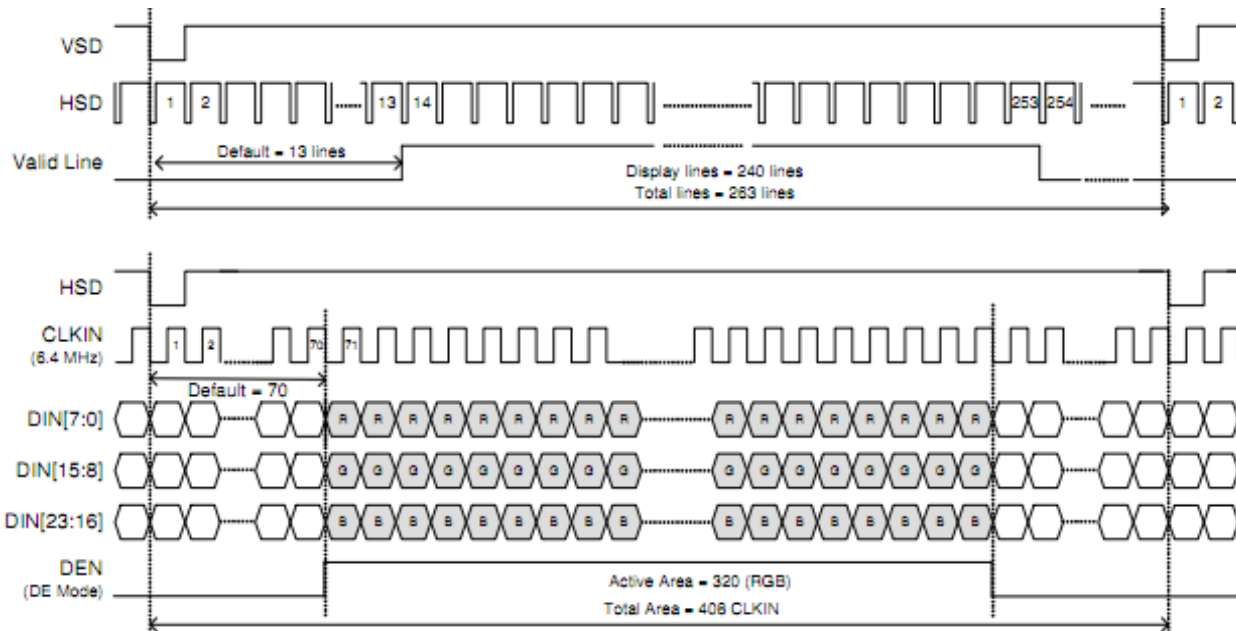 VSD
HSD 1 2 13 14 253 254 1 2
Valid Line
Default = 13 lines
Display lines = 240 lines
Total lines = 263 lines
HSD
CLKIN 1 2 70 71
(6.4 MHz)
Default = 70
DIN[7:0] R R R R R R R R R R R R R R R R R
DIN[15:8] G G G G G G G G G G G G G G G G G
DIN[23:16] B B B B B B B B B B B B B B B B B
DEN
(DE Mode)
Active Area = 320 (RGB)
Total Area = 408 CLKIN